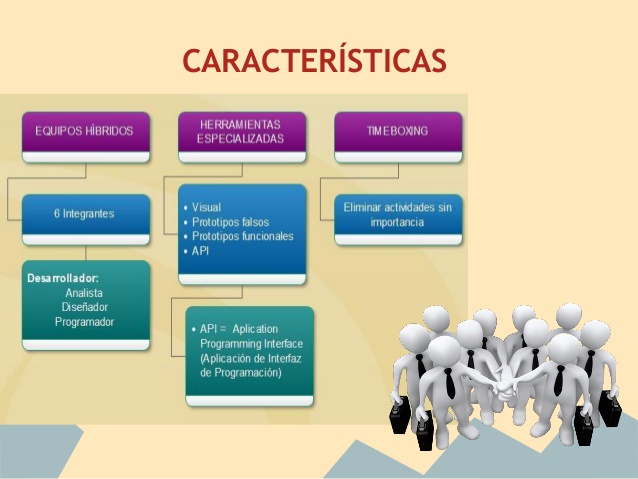 CARACTERÍSTICAS
EQUIPOS HÍBRIDOS
6 Integrantes
Desarrollador:
Analista
Diseñador
Programador
HERRAMIENTAS
ESPECIALIZADAS
• Visual
• Prototipos falsos
• Prototipos funcionales
• API
• API = Aplication
Programming Interface
(Aplicación de Interfaz
de Programación)
TIMEBOXING
Eliminar actividades sin
importancia